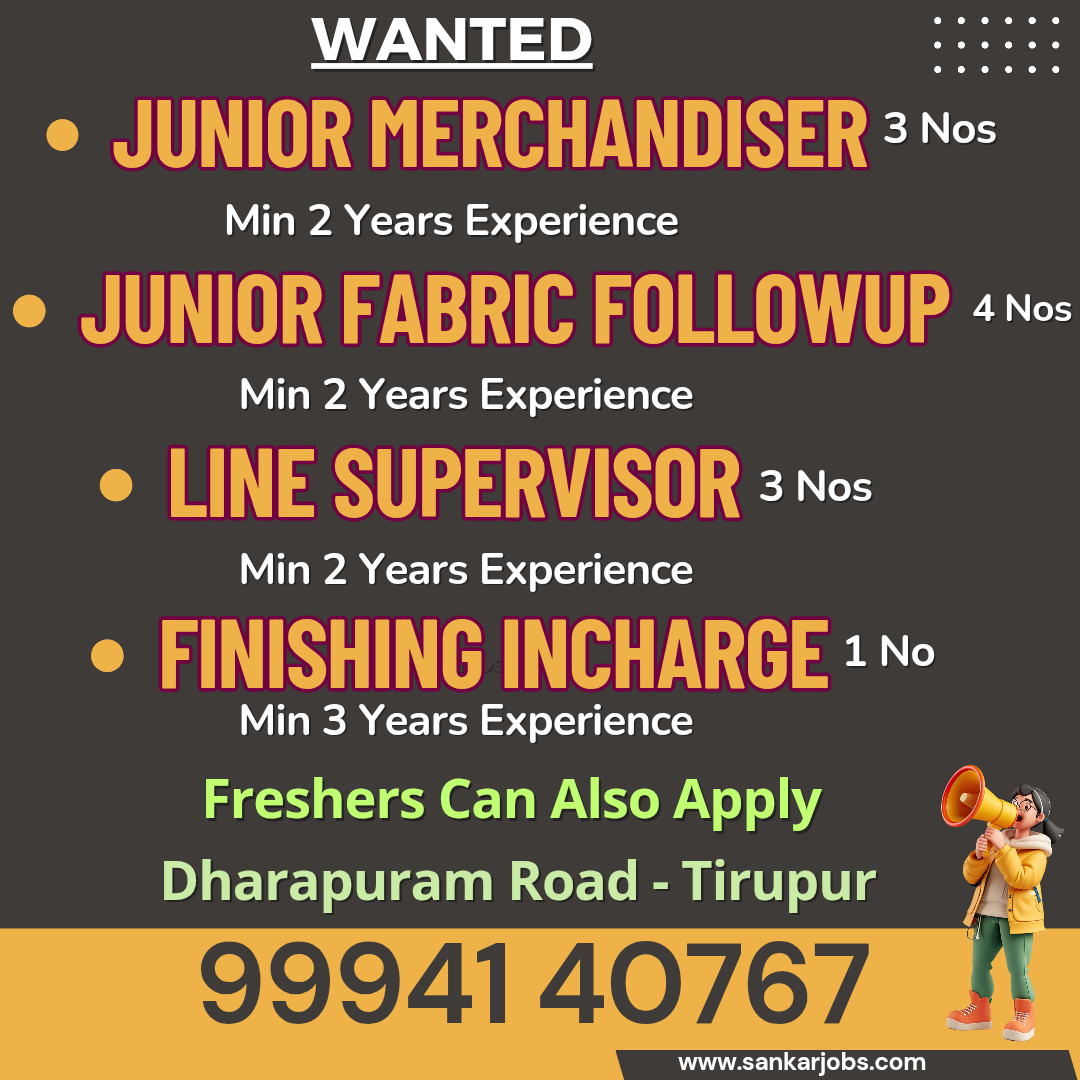 WANTED
JUNIOR MERCHANDISER 3 Nos
Min 2 Years Experience
JUNIOR FABRIC FOLLOWUP 4 Nos
Min 2 Years Experience
LINE SUPERVISOR 3 Nos
Min 2 Years Experience
FINISHING INCHARGE 1 No
Min 3 Years Experience
Freshers Can Also Apply
Dharapuram Road - Tirupur
99941 40767
www.sankarjobs.com